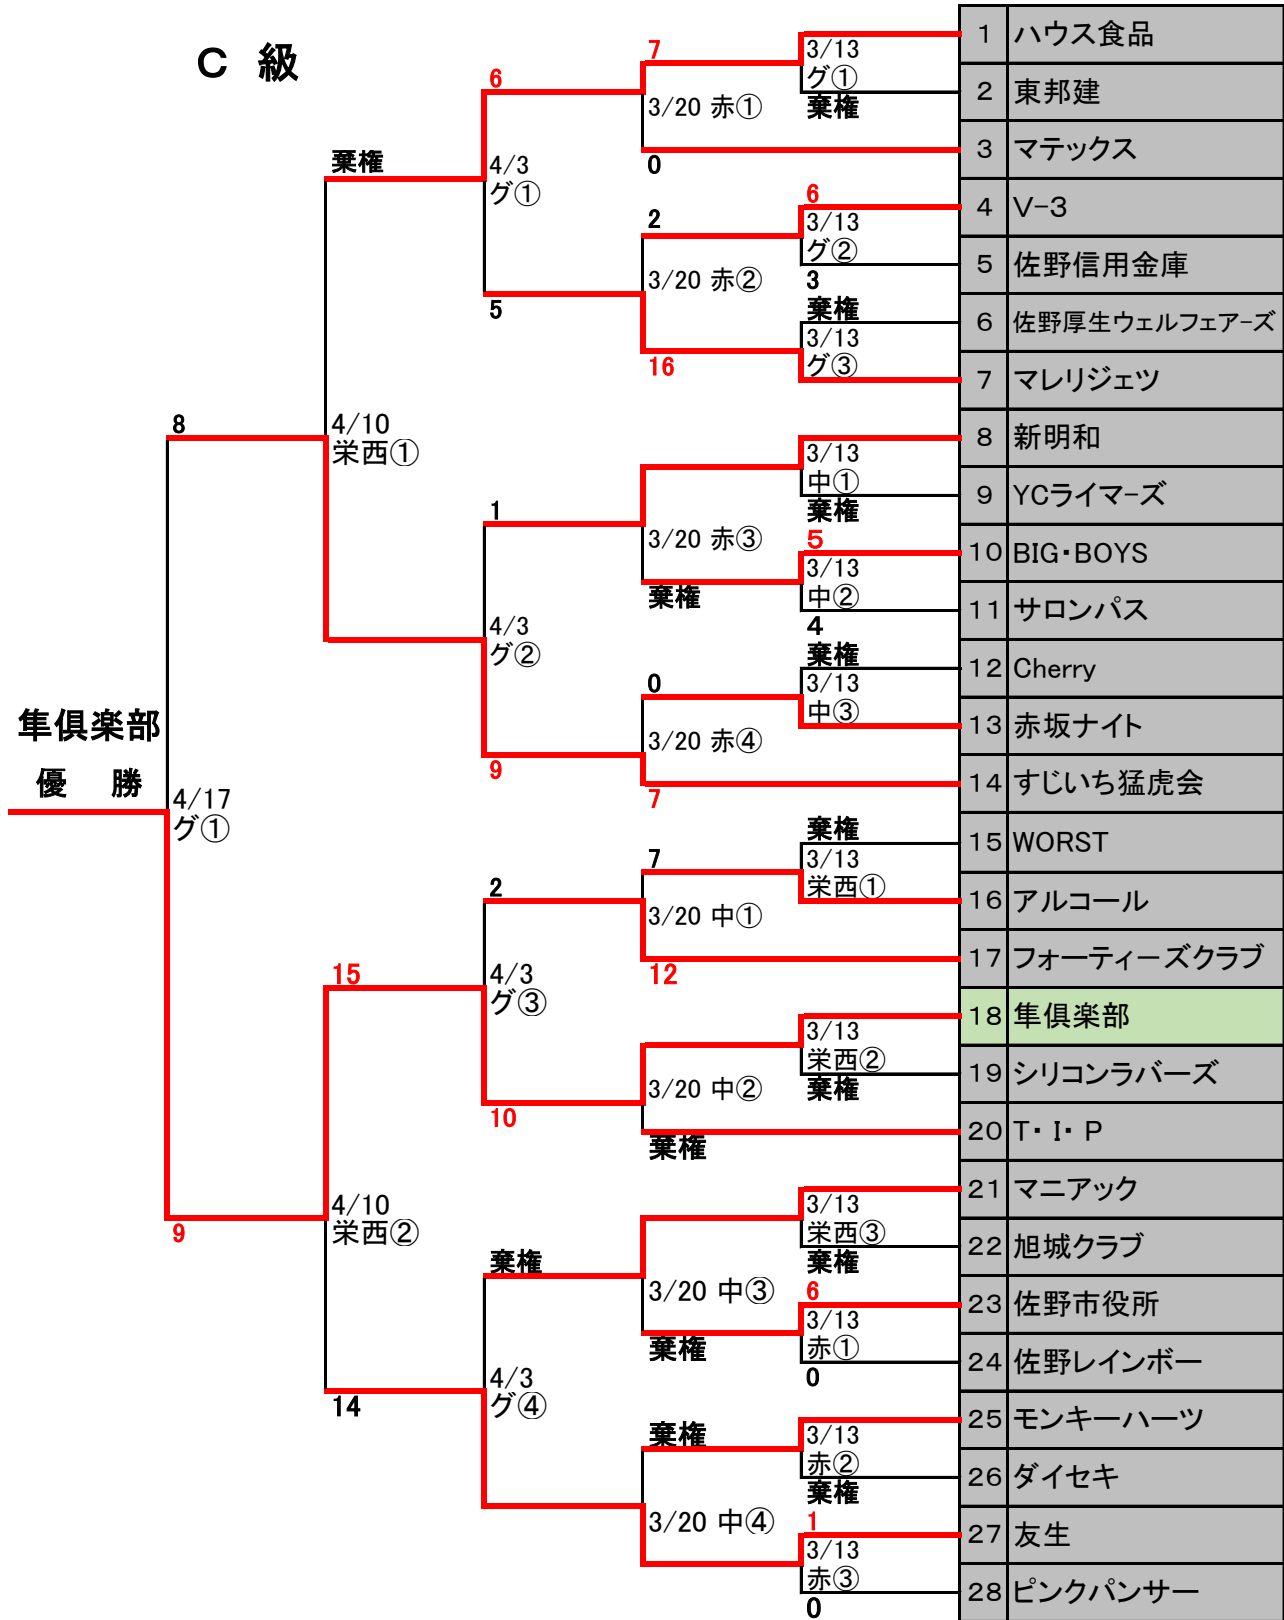 C 級
1 ハウス食品
7
3/13
グ①
6
2 東邦建
3/20 赤①
棄権
3 マテックス
棄権
4/3
0
グ①
6
4 V-3
2
3/13
グ②
5 佐野信用金庫
3/20 赤②
3
5
棄権
6 佐野厚生ウェルフェアｰズ
3/13
16
グ③
7 マレリジェツ
8
4/10
8 新明和
栄西①
3/13
中①
9 YCライマｰズ
1
棄権
3/20 赤③
5
10 BIG・BOYS
3/13
棄権
中②
11 サロンパス
4/3
4
グ②
棄権
12 Cherry
0
3/13
中③
13 赤坂ナイト
隼俱楽部
3/20 赤④
9
優 勝
14 すじいち猛虎会
4/17
7
グ①
棄権
15 WORST
7
3/13
2
栄西①
16 アルコール
3/20 中①
17 フォーティーズクラブ
15
4/3
12
グ③
18 隼俱楽部
3/13
栄西②
19 シリコンラバーズ
3/20 中②
棄権
10
20 T・I・P
棄権
21 マニアック
4/10
3/13
9
栄西②
栄西③
22 旭城クラブ
棄権
棄権
3/20 中③
6
23 佐野市役所
3/13
棄権
赤①
24 佐野レインボー
4/3
0
14
グ④
25 モンキーハーツ
棄権
3/13
赤②
26 ダイセキ
棄権
3/20 中④
1
27 友生
3/13
赤③
28 ピンクパンサー
0